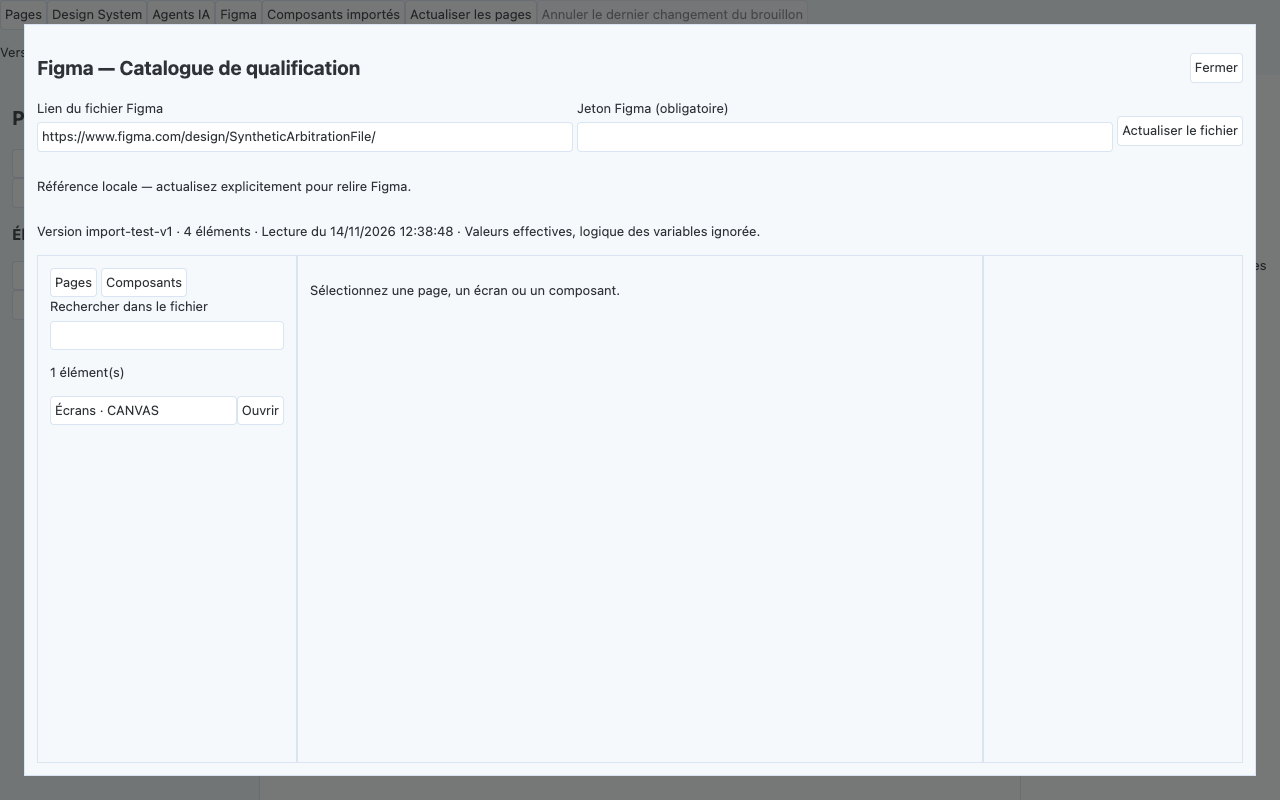 Pages Design System Agents IA Figma Composants importés Actualiser les pages Annuler le dernier changement du brouillon
Figma — Catalogue de qualification
Fermer
Lien du fichier Figma
Jeton Figma (obligatoire)
https://www.figma.com/design/SyntheticArbitrationFile/
Actualiser le fichier
Référence locale — actualisez explicitement pour relire Figma.
Version import-test-v1 · 4 éléments · Lecture du 14/11/2026 12:38:48 · Valeurs effectives, logique des variables ignorée.
Pages Composants
Rechercher dans le fichier
1 élément(s)
Écrans · CANVAS Ouvrir
Sélectionnez une page, un écran ou un composant.